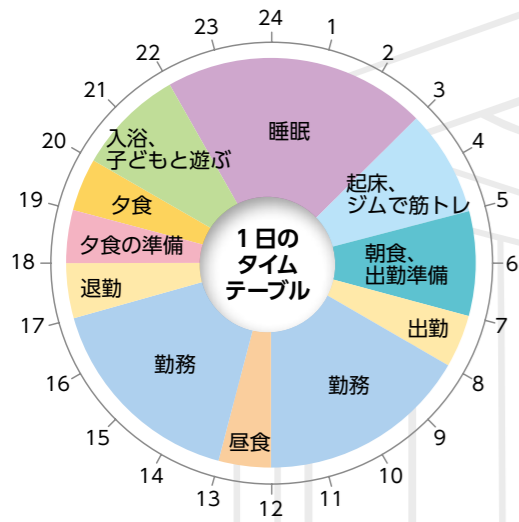 24
1
2
3
4
5
6
7
8
9
10
11
12
13
14
15
16
17
18
19
20
21
22
23
睡眠
起床、
ジムで筋トレ
朝食、
出勤準備
出勤
勤務
昼食
勤務
退勤
夕食の準備
夕食
入浴、
子どもと遊ぶ
1日の
タイム
テーブル